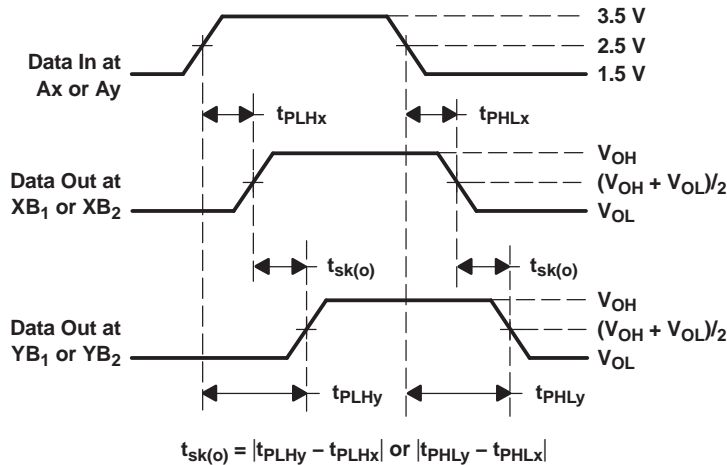 3.5 V
Data In at
Ax or Ay
2.5 V
1.5 V
tPLHx
tPHLx
VOH
Data Out at
XB1 or XB2
(VOH + VOL)/2
VOL
tsk(o)
tsk(o)
VOH
Data Out at
YB1 or YB2
(VOH + VOL)/2
VOL
tPLHy
tPHLy
tsk(o) = |tPLHy – tPLHx| or |tPHLy – tPHLx|